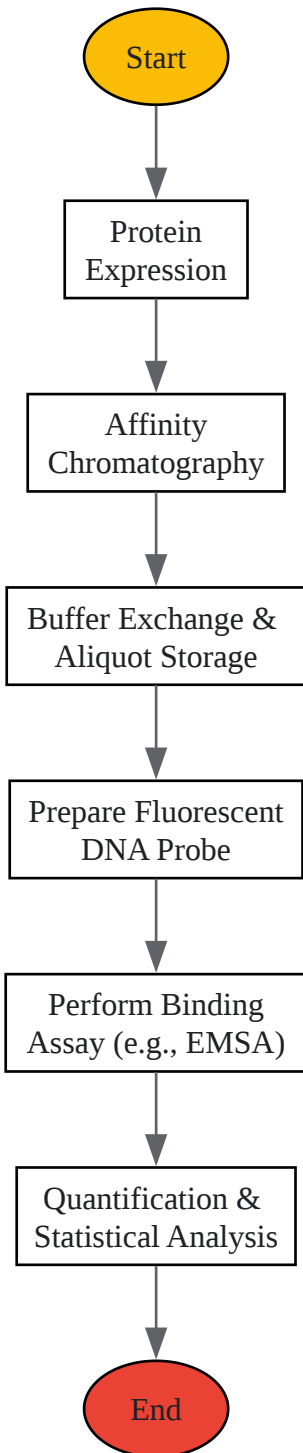 Start
Protein
Expression
Affinity
Chromatography
Buffer Exchange &
Aliquot Storage
Prepare Fluorescent
DNA Probe
Perform Binding
Assay (e.g., EMSA)
Quantification &
Statistical Analysis
End